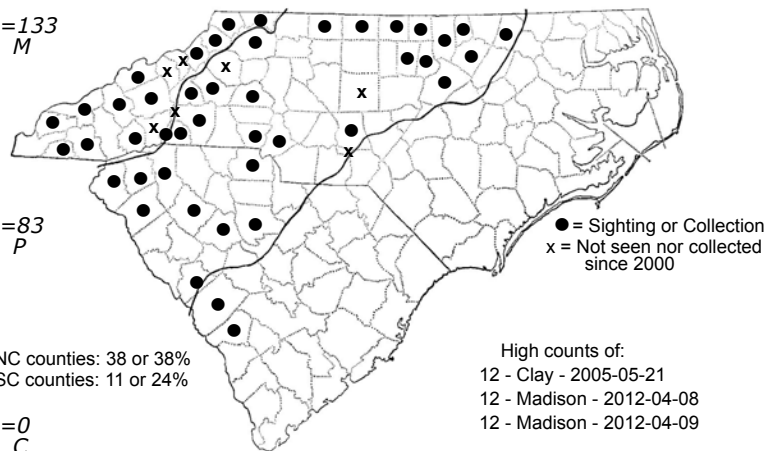 =133
M
=83
P
● = Sighting or Collection
x = Not seen nor collected
since 2000
NC counties: 38 or 38%
SC counties: 11 or 24%
High counts of:
12 - Clay - 2005-05-21
12 - Madison - 2012-04-08
12 - Madison - 2012-04-09
=0
C